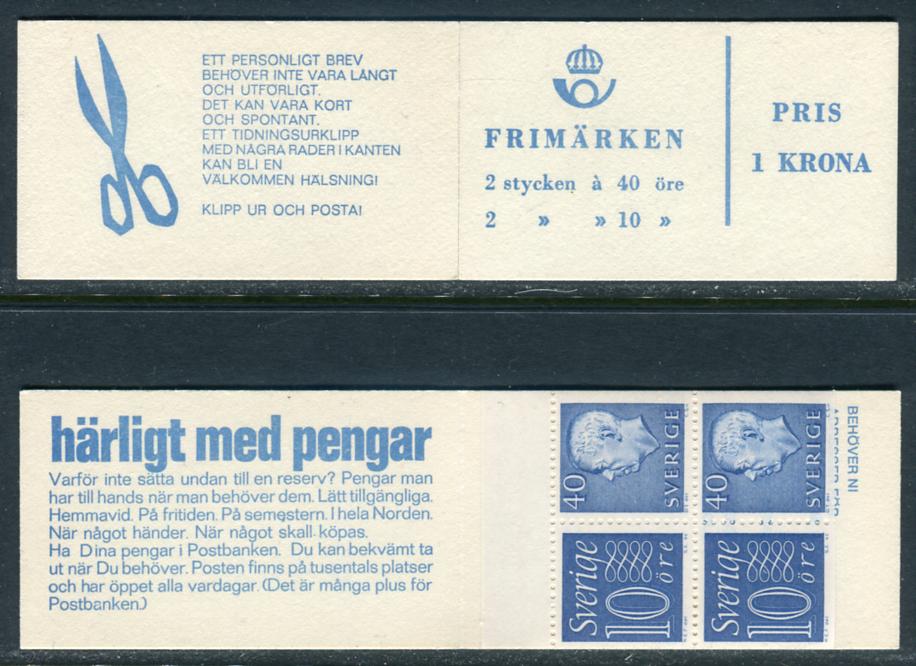 ETT PERSONLIGT BREV
BEHÖVER INTE VARA LÅNGT
OCH UTFÖRLIGT.
DET KAN VARA KORT
OCH SPONTANT.
ETT TIDNINGSURKLIPP
MED NÅGRA RADER I KANTEN
KAN BLI EN
VÄLKOMMEN HÄLSNING!
KLIPP UR OCH POSTA!
FRIMÄRKEN
2 stycken à 40 öre
2 » » 10 »
PRIS
1 KRONA
härligt med pengar
Varför inte sätta undan till en reserv? Pengar man
har till hands när man behöver dem. Lätt tillgängliga.
Hemmavid. På fritiden. På semestern. I hela Norden.
När något händer. När något skall köpas.
Ha Dina pengar i Postbanken. Du kan bekvämt ta
ut när Du behöver. Posten finns på tusentals platser
och har öppet alla vardagar. (Det är många plus för
Postbanken.)
40
SVERIGE
40
SVERIGE
Sverige
10 öre
Sverige
10 öre
BEHÖVER NI